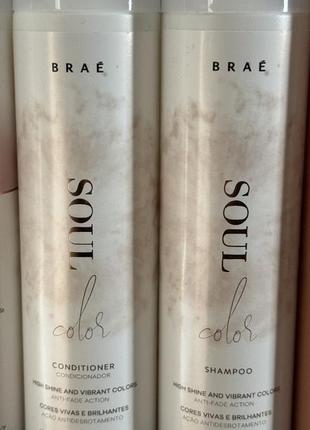 BRAÉ
SOUL
color
CONDITIONER
CONDICIONADOR
HIGH SHINE AND VIBRANT COLORS
ANTI-FADE ACTION
CORES VIVAS E BRILHANTES
AÇÃO ANTIDESBOTAMENTO
BRAÉ
SOUL
color
SHAMPOO
HIGH SHINE AND VIBRANT COLORS
ANTI-FADE ACTION
CORES VIVAS E BRILHANTES
AÇÃO ANTIDESBOTAMENTO